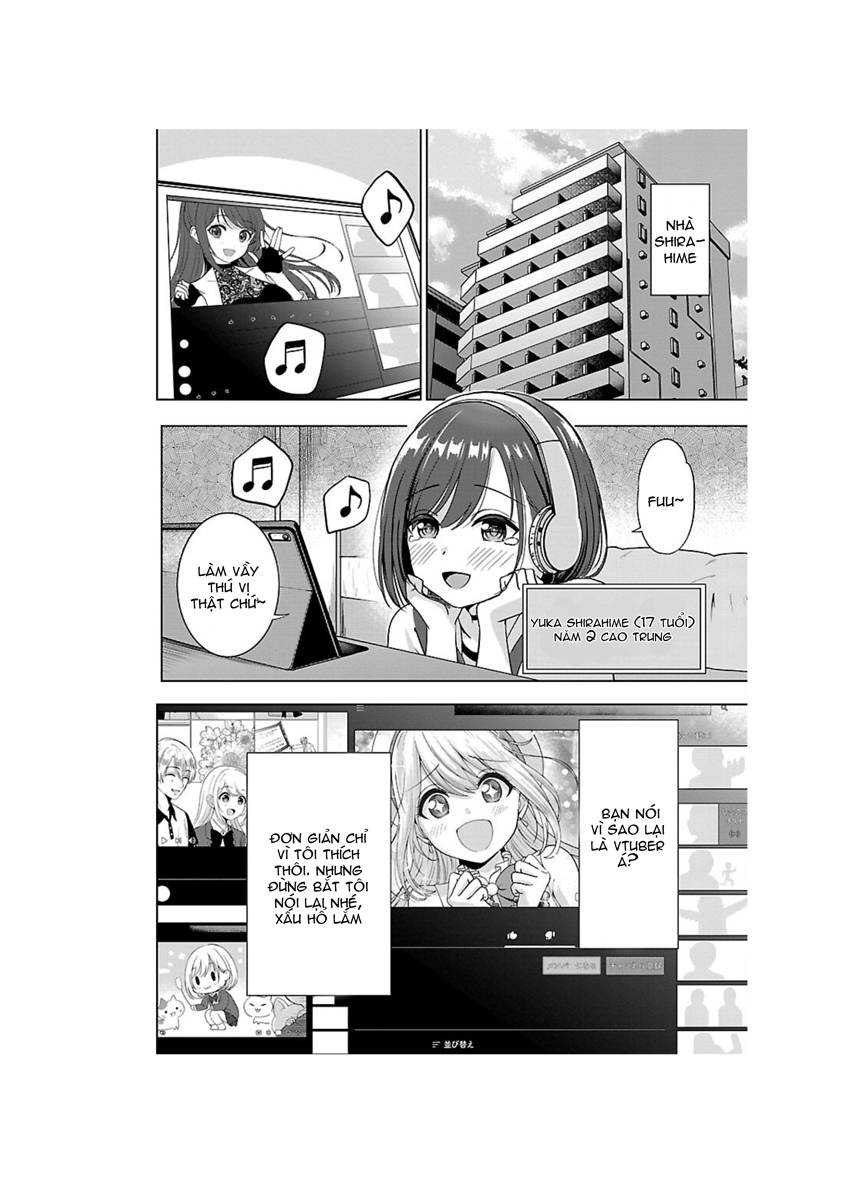 NHÀ
SHIRA-
HIME
FUU~
LÀM VẦY
THÚ VỊ
THẬT CHỨ~
YUKA SHIRAHIME (17 TUỔI)
NĂM 2 CAO TRUNG
BẠN NÓI
VÌ SAO LẠI
LÀ VTUBER
Á?
ĐƠN GIẢN CHỈ
VÌ TÔI THÍCH
THÔI. NHƯNG
ĐỪNG BẮT TÔI
NÓI LẠI NHÉ,
XẤU HỔ LẮM
並び替え